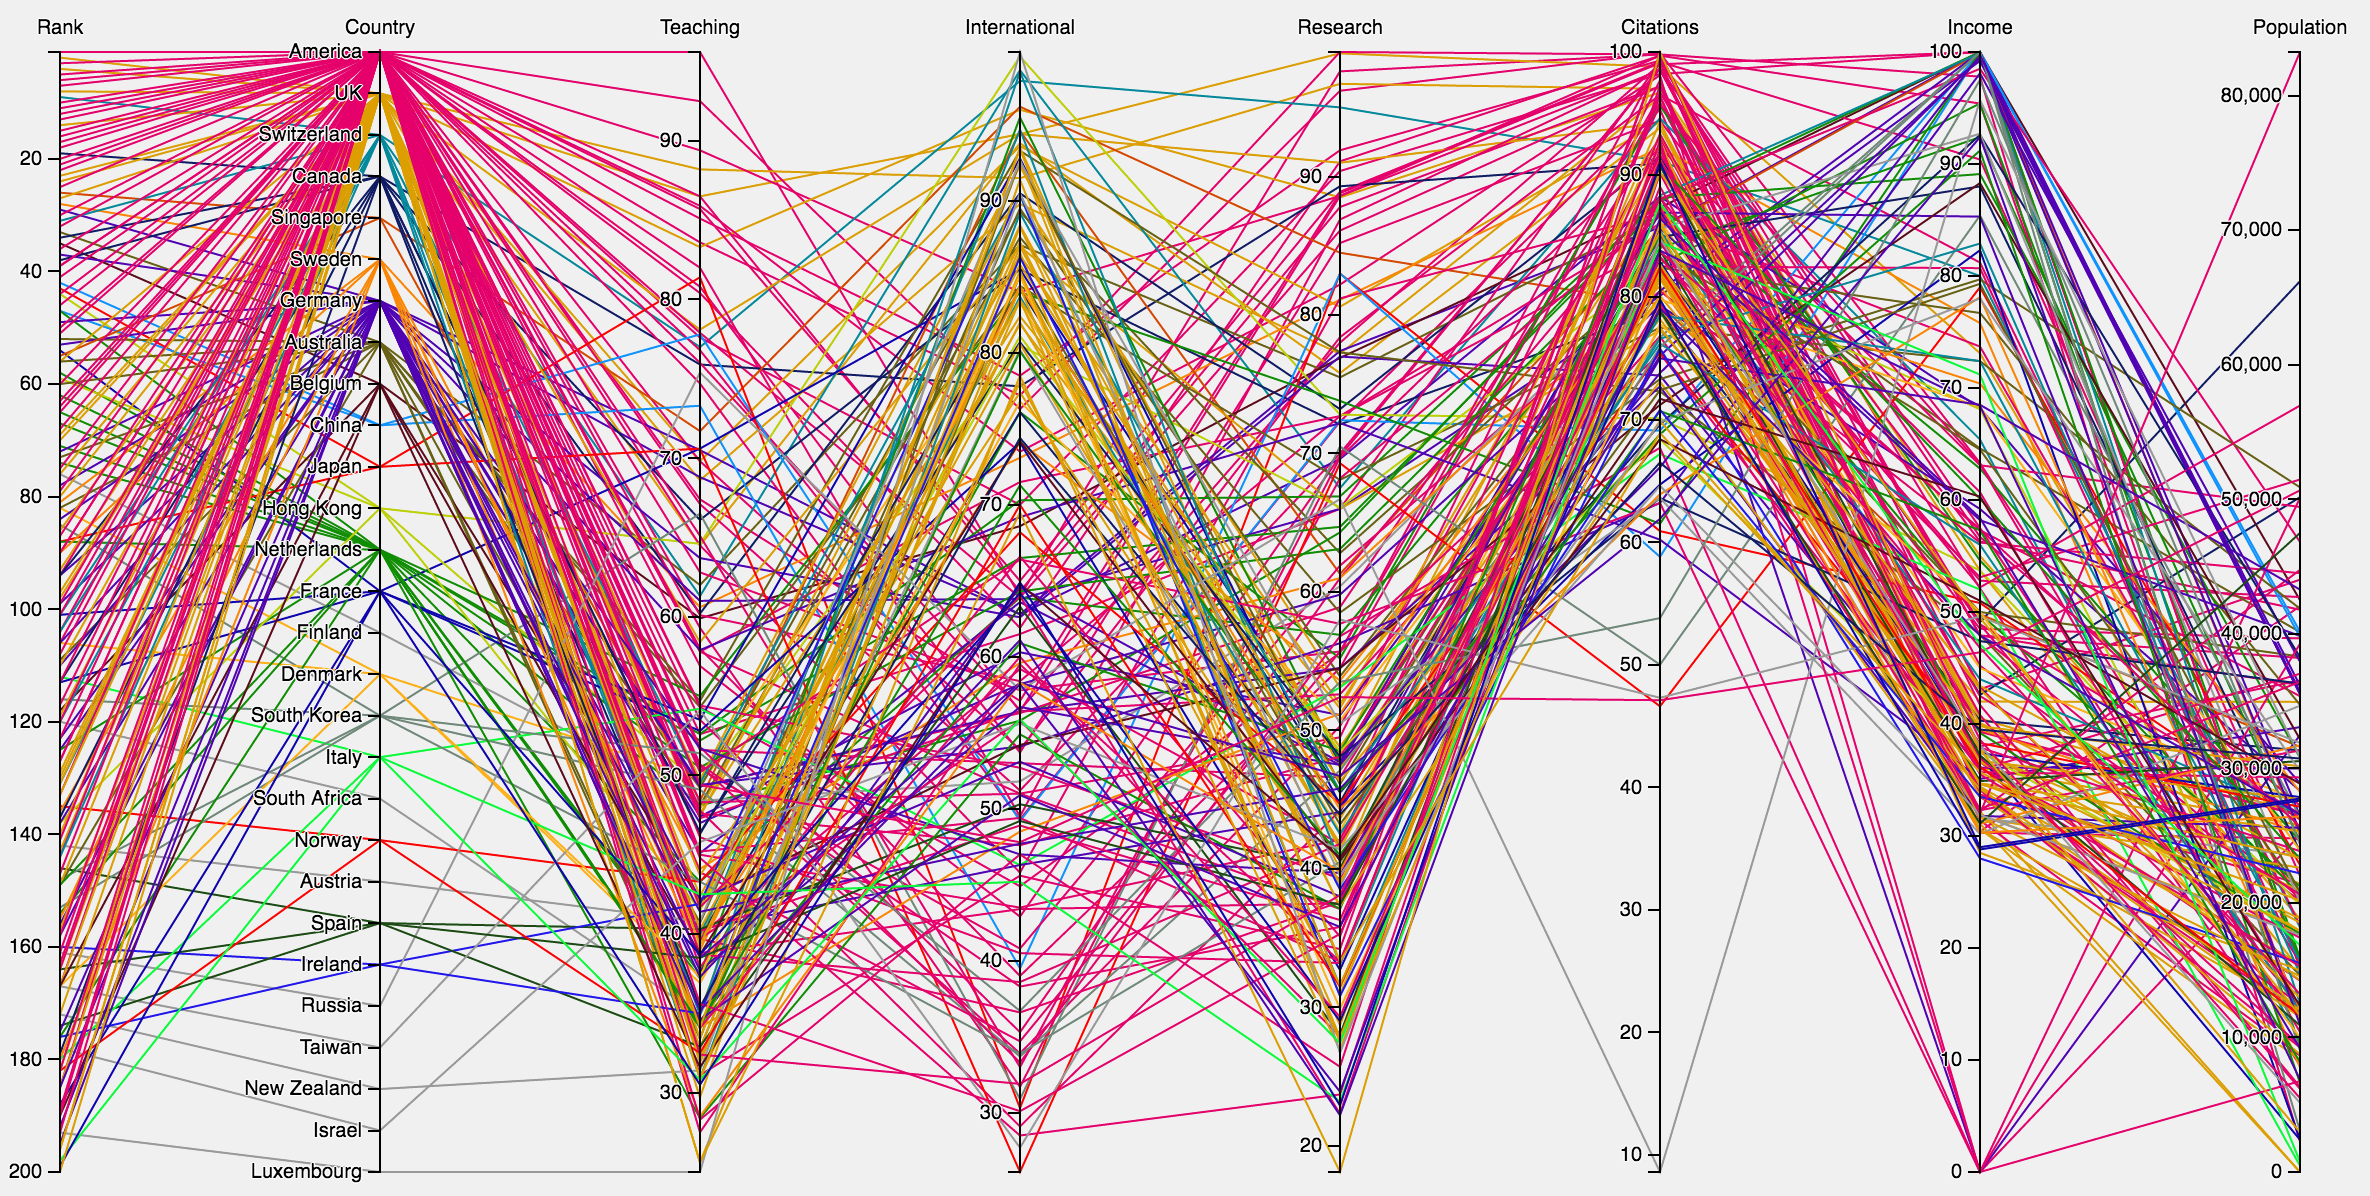 Rank
Country
Teaching
International
Research
Citations
Income
Population
20
40
60
80
100
120
140
160
180
200
America
UK
Switzerland
Canada
Singapore
Sweden
Germany
Australia
Belgium
China
Japan
Hong Kong
Netherlands
France
Finland
Denmark
South Korea
Italy
South Africa
Norway
Austria
Spain
Ireland
Russia
Taiwan
New Zealand
Israel
Luxembourg
90
80
70
60
50
40
30
90
80
70
60
50
40
30
90
80
70
60
50
40
30
20
100
90
80
70
60
50
40
30
20
10
100
90
80
70
60
50
40
30
20
10
0
80,000
70,000
60,000
50,000
40,000
30,000
20,000
10,000
0